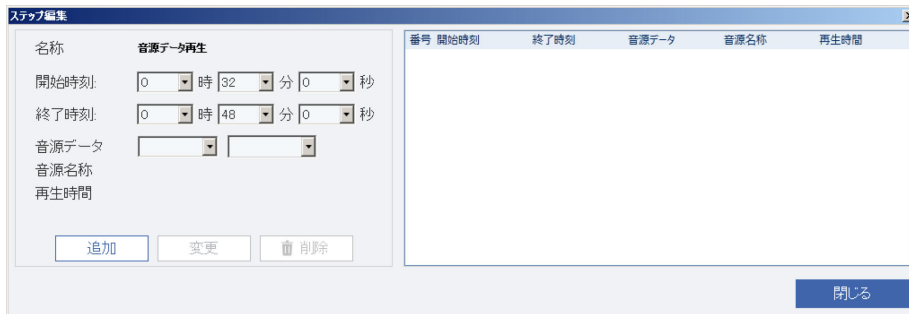 ステップ編集
名称 音源データ再生
開始時刻: 0 時 32 分 0 秒
終了時刻: 0 時 48 分 0 秒
音源データ
音源名称
再生時間
追加 変更 削除
番号 開始時刻 終了時刻 音源データ 音源名称 再生時間
閉じる